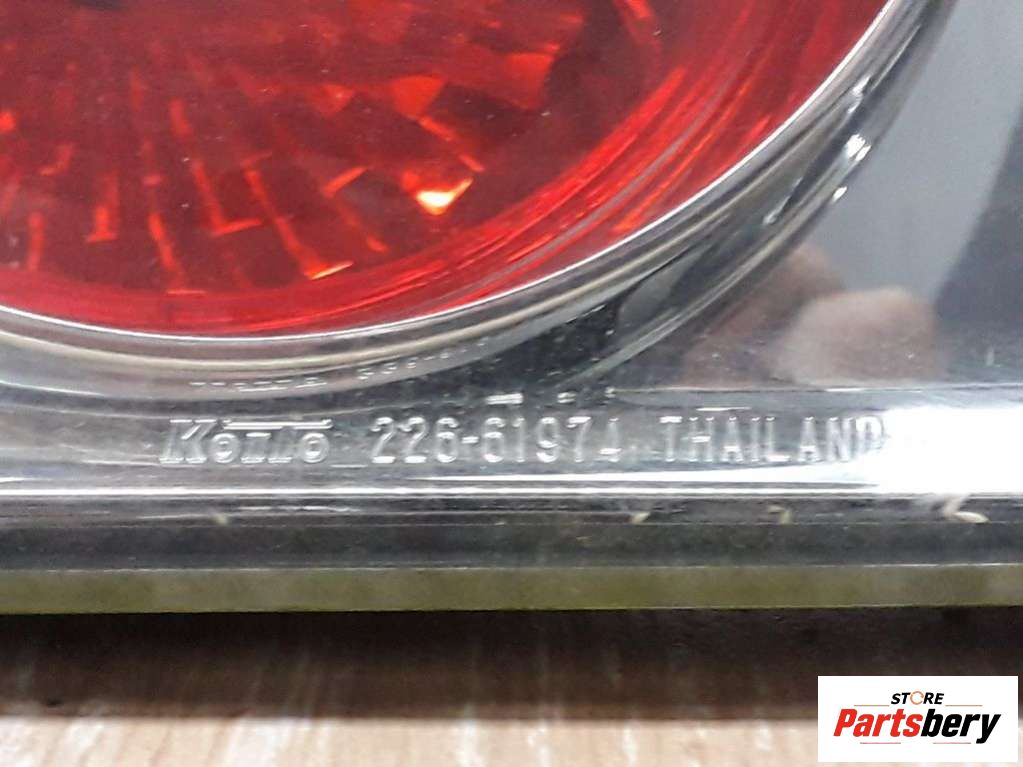 Koito 226-61974 THAILAND
STORE
Partsbery